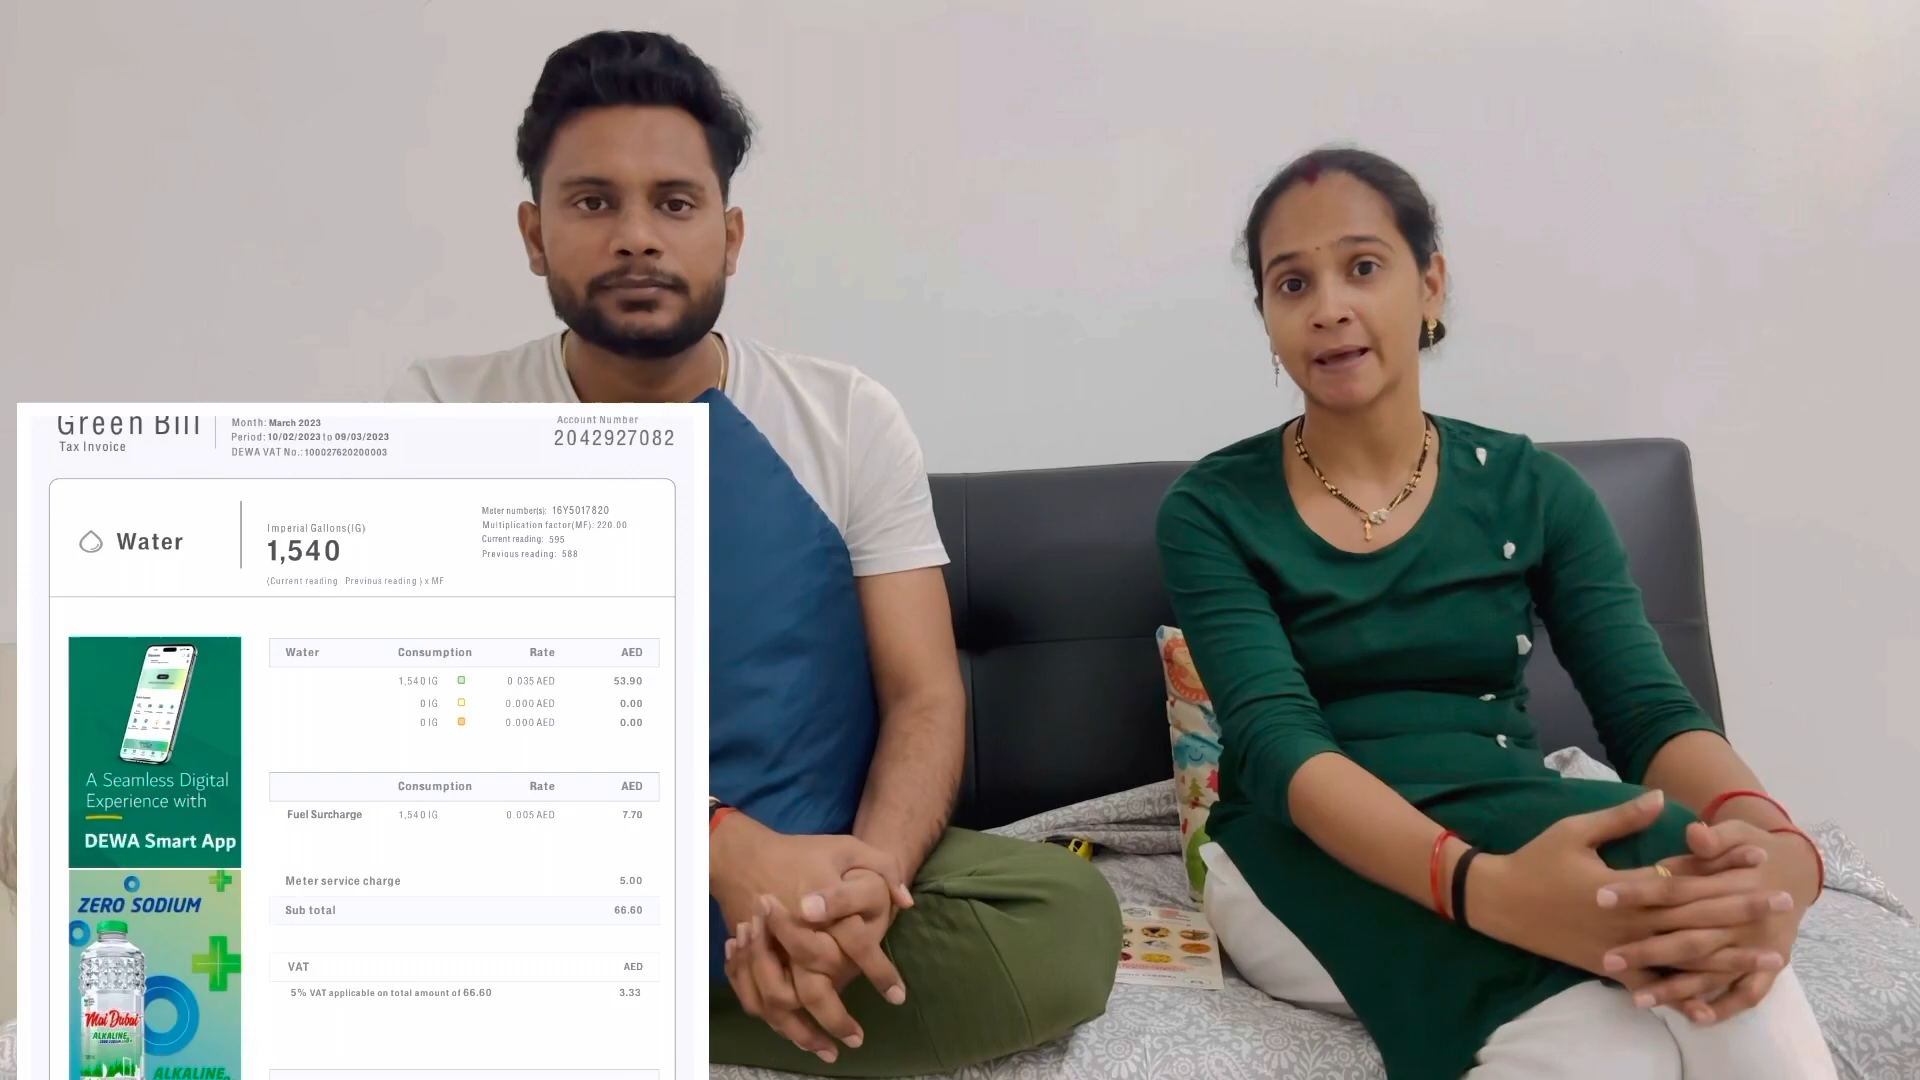 Green Bill
Tax Invoice
Month: March 2023
Period: 10/02/2023 to 09/03/2023
DEWA VAT No.: 100027620200003
Account Number
2042927082
Water
Imperial Gallons(IG)
1,540
(Current reading Previous reading ) x MF
Meter number(s): 16Y5017820
Multiplication factor(MF): 220.00
Current reading: 595
Previous reading: 588
Water Consumption Rate AED
1,540 IG 0 035 AED 53.90
0 IG 0.000 AED 0.00
0 IG 0.000 AED 0.00
Consumption Rate AED
Fuel Surcharge 1,540 IG 0.005 AED 7.70
Meter service charge 5.00
Sub total 66.60
VAT AED
5% VAT applicable on total amount of 66.60 3.33
A Seamless Digital
Experience with
DEWA Smart App
ZERO SODIUM
Mai Dubai
ALKALINE
ALKALINE